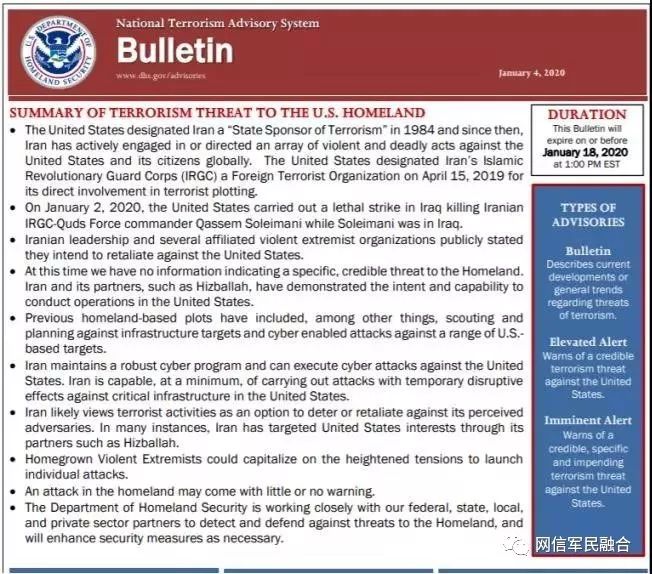 National Terrorism Advisory System
Bulletin
www.dhs.gov/advisories
January 4, 2020
U.S. DEPARTMENT OF
HOMELAND SECURITY
SUMMARY OF TERRORISM THREAT TO THE U.S. HOMELAND
• The United States designated Iran a “State Sponsor of Terrorism” in 1984 and since then,
Iran has actively engaged in or directed an array of violent and deadly acts against the
United States and its citizens globally. The United States designated Iran’s Islamic
Revolutionary Guard Corps (IRGC) a Foreign Terrorist Organization on April 15, 2019 for
its direct involvement in terrorist plotting.
• On January 2, 2020, the United States carried out a lethal strike in Iraq killing Iranian
IRGC-Quds Force commander Qassem Soleimani while Soleimani was in Iraq.
• Iranian leadership and several affiliated violent extremist organizations publicly stated
they intend to retaliate against the United States.
• At this time we have no information indicating a specific, credible threat to the Homeland.
Iran and its partners, such as Hizballah, have demonstrated the intent and capability to
conduct operations in the United States.
• Previous homeland-based plots have included, among other things, scouting and
planning against infrastructure targets and cyber enabled attacks against a range of U.S.-
based targets.
• Iran maintains a robust cyber program and can execute cyber attacks against the United
States. Iran is capable, at a minimum, of carrying out attacks with temporary disruptive
effects against critical infrastructure in the United States.
• Iran likely views terrorist activities as an option to deter or retaliate against its perceived
adversaries. In many instances, Iran has targeted United States interests through its
partners such as Hizballah.
• Homegrown Violent Extremists could capitalize on the heightened tensions to launch
individual attacks.
• An attack in the homeland may come with little or no warning.
• The Department of Homeland Security is working closely with our federal, state, local,
and private sector partners to detect and defend against threats to the Homeland, and
will enhance security measures as necessary.
DURATION
This Bulletin will
expire on or before
January 18, 2020
at 1:00 PM EST
TYPES OF
ADVISORIES
Bulletin
Describes current
developments or
general trends
regarding threats
of terrorism.
Elevated Alert
Warns of a credible
terrorism threat
against the United
States.
Imminent Alert
Warns of a
credible, specific
and impending
terrorism threat
against the United
States.
网信军民融合